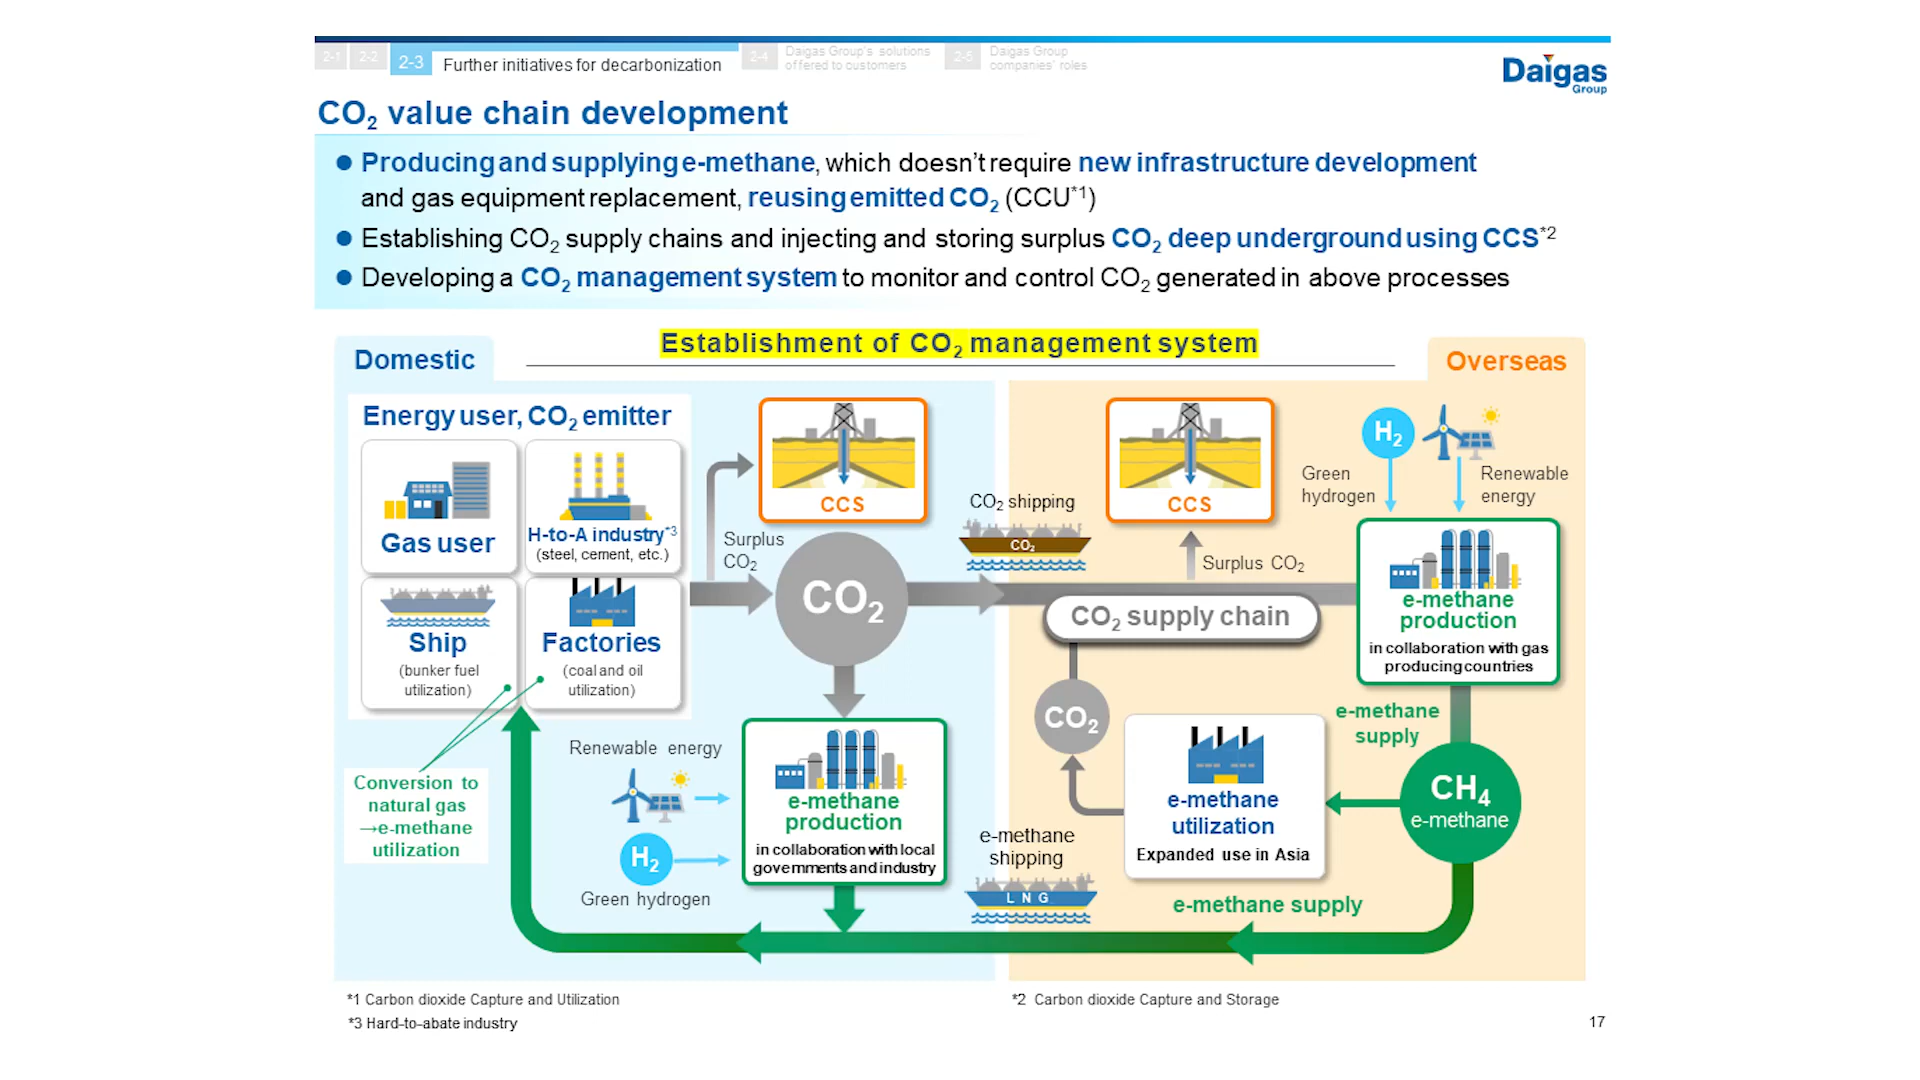 2-1
2-2
2-3
Further initiatives for decarbonization
2-4
Daigas Group's solutions
offered to customers
2-5
Daigas Group
companies' roles
Daigas
Group
CO₂ value chain development
● Producing and supplying e-methane, which doesn't require new infrastructure development
and gas equipment replacement, reusing emitted CO₂ (CCU*1)
● Establishing CO₂ supply chains and injecting and storing surplus CO₂ deep underground using CCS*2
● Developing a CO₂ management system to monitor and control CO₂ generated in above processes
Establishment of CO₂ management system
Domestic
Overseas
Energy user, CO₂ emitter
Gas user
H-to-A industry*3
(steel, cement, etc.)
Ship
(bunker fuel
utilization)
Factories
(coal and oil
utilization)
Conversion to
natural gas
→e-methane
utilization
Surplus
CO₂
CCS
CO₂
Renewable energy
H₂
Green hydrogen
e-methane
production
in collaboration with local
governments and industry
CO₂ shipping
CO₂
e-methane
shipping
LNG
CCS
Surplus CO₂
CO₂ supply chain
CO₂
e-methane
utilization
Expanded use in Asia
H₂
Green
hydrogen
Renewable
energy
e-methane
production
in collaboration with gas
producing countries
e-methane
supply
CH₄
e-methane
e-methane supply
*1 Carbon dioxide Capture and Utilization
*2 Carbon dioxide Capture and Storage
*3 Hard-to-abate industry
17